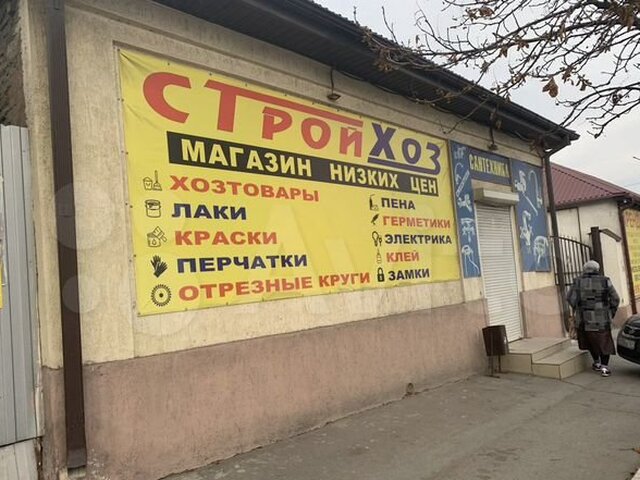 СТРОЙХОЗ
МАГАЗИН НИЗКИХ ЦЕН
ХОЗТОВАРЫ
ЛАКИ
КРАСКИ
ПЕРЧАТКИ
ОТРЕЗНЫЕ КРУГИ
ПЕНА
ГЕРМЕТИКИ
ЭЛЕКТРИКА
КЛЕЙ
ЗАМКИ
САНТЕХНИКА